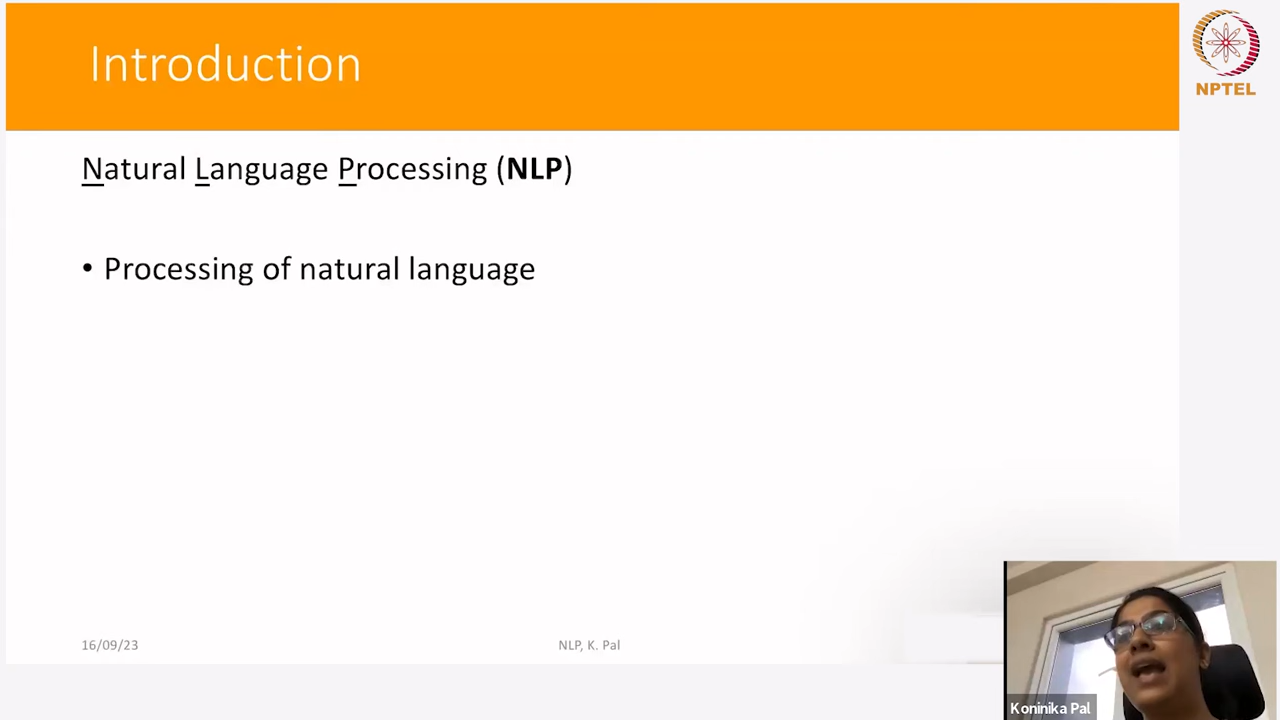 Introduction
NPTEL
Natural Language Processing (NLP)
• Processing of natural language
16/09/23
NLP, K. Pal
Koninika Pal